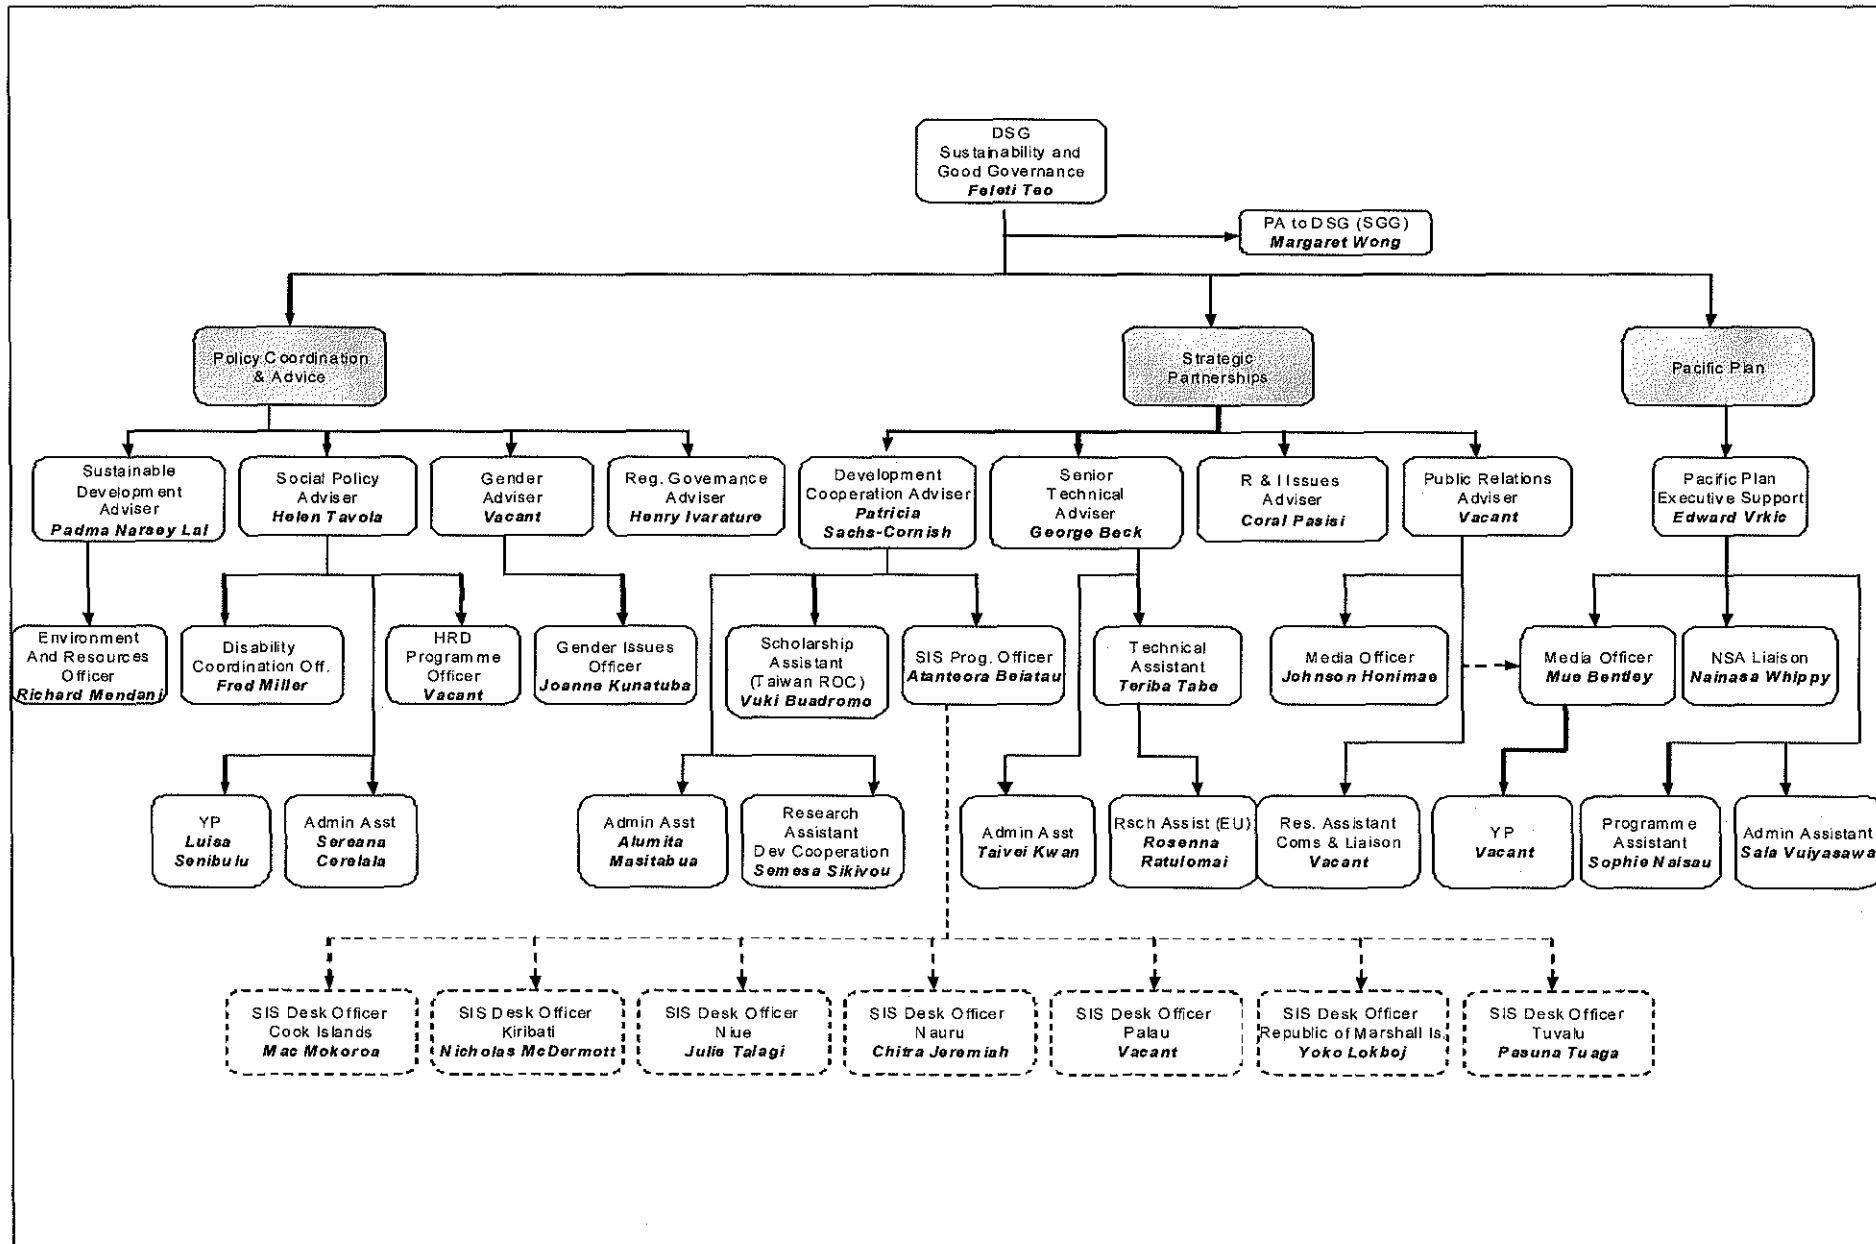 DSG
Sustainability and
Good Governance
Feleti Teo
PA to DSG (SGG)
Margaret Wong
Policy Coordination
& Advice
Strategic
Partnerships
Pacific Plan
Sustainable
Development
Adviser
Padma Narsey Lal
Social Policy
Adviser
Helen Tavola
Gender
Adviser
Vacant
Reg. Governance
Adviser
Henry Ivarature
Development
Cooperation Adviser
Patricia
Sachs-Cornish
Senior
Technical
Adviser
George Beck
R & I Issues
Adviser
Coral Pasisi
Public Relations
Adviser
Vacant
Pacific Plan
Executive Support
Edward Vrkic
Environment
And Resources
Officer
Richard Mendani
Disability
Coordination Off.
Fred Miller
HRD
Programme
Officer
Vacant
Gender Issues
Officer
Joanne Kunatuba
Scholarship
Assistant
(Taiwan ROC)
Vuki Buadromo
SIS Prog. Officer
Atanteora Beiatau
Technical
Assistant
Teriba Tabe
Media Officer
Johnson Honimae
Media Officer
Mue Bentley
NSA Liaison
Nainasa Whippy
YP
Luisa
Senibulu
Admin Asst
Sereana
Cerelala
Admin Asst
Alumita
Masitabua
Research
Assistant
Dev Cooperation
Semesa Sikivou
Admin Asst
Taivei Kwan
Rsch Assist (EU)
Rosenna
Ratulomai
Res. Assistant
Coms & Liaison
Vacant
YP
Vacant
Programme
Assistant
Sophie Naisau
Admin Assistant
Sala Vuiyasawa
SIS Desk Officer
Cook Islands
Mac Mokoroa
SIS Desk Officer
Kiribati
Nicholas McDermott
SIS Desk Officer
Niue
Julie Talagi
SIS Desk Officer
Nauru
Chitra Jeremiah
SIS Desk Officer
Palau
Vacant
SIS Desk Officer
Republic of Marshall Is.
Yoko Lokboj
SIS Desk Officer
Tuvalu
Pasuna Tuaga